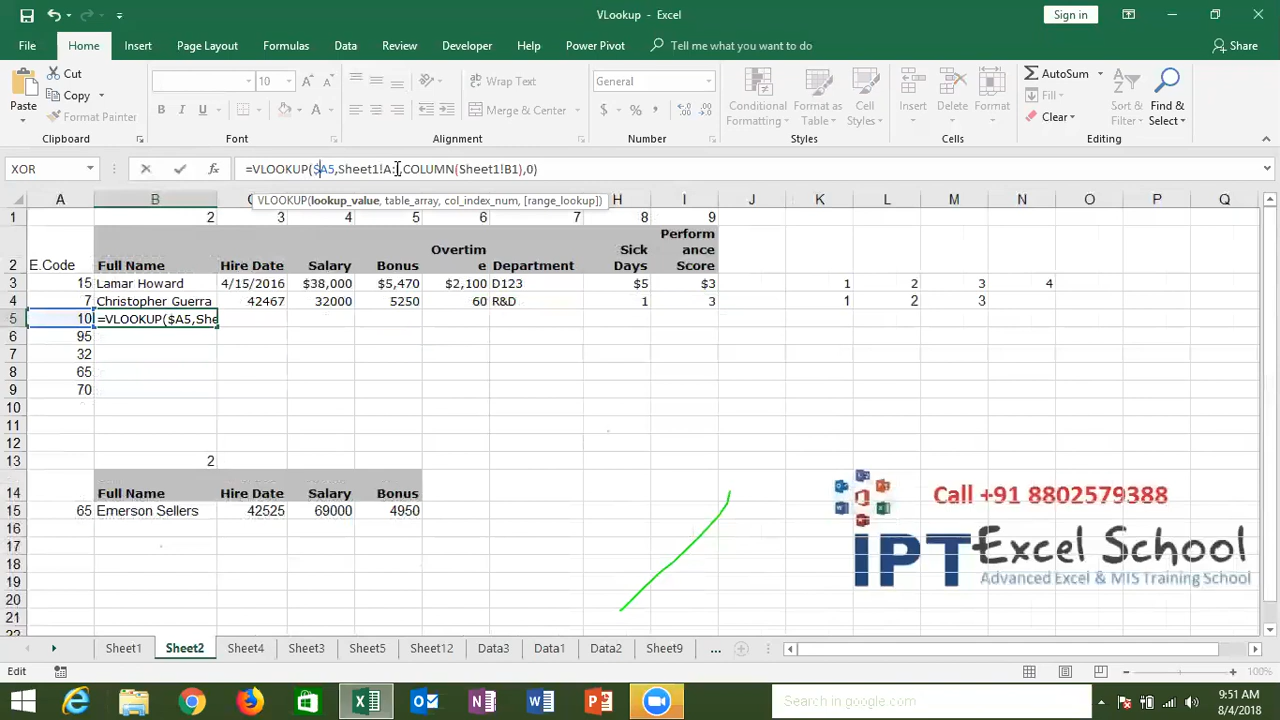 VLookup - Excel
Sign in
File Home Insert Page Layout Formulas Data Review View Developer Help Power Pivot Tell me what you want to do Share
Paste
Cut
Copy
Format Painter
Clipboard
10
B I U
Font
Wrap Text
Merge & Center
Alignment
General
$ % ,
Number
Conditional Formatting
Format as Table
Cell Styles
Styles
Insert
Delete
Format
Cells
AutoSum
Fill
Clear
Sort & Filter
Find & Select
Editing
XOR
fx
=VLOOKUP($A5,Sheet1!A:I,COLUMN(Sheet1!B1),0)
VLOOKUP(lookup_value, table_array, col_index_num, [range_lookup])
A B H I J K L M N O P Q
1 2 3 4 5 6 7 8 9
2 E.Code Full Name Hire Date Salary Bonus Overtime Department Sick Days Performance Score
3 15 Lamar Howard 4/15/2016 $38,000 $5,470 $2,100 D123 $5 $3 1 2 3 4
4 7 Christopher Guerra 42467 32000 5250 60 R&D 1 3 1 2 3
5 10 =VLOOKUP($A5,She
6 95
7 32
8 65
9 70
10
11
12
13 2
14 Full Name Hire Date Salary Bonus
15 65 Emerson Sellers 42525 69000 4950
16
17
18
19
20
21
22
Call +91 8802579388
IPT Excel School
Advanced Excel & MIS Training School
Sheet1 Sheet2 Sheet4 Sheet3 Sheet5 Sheet12 Data3 Data1 Data2 Sheet9 ...
Edit
100%
Search in google.com
9:51 AM
8/4/2018